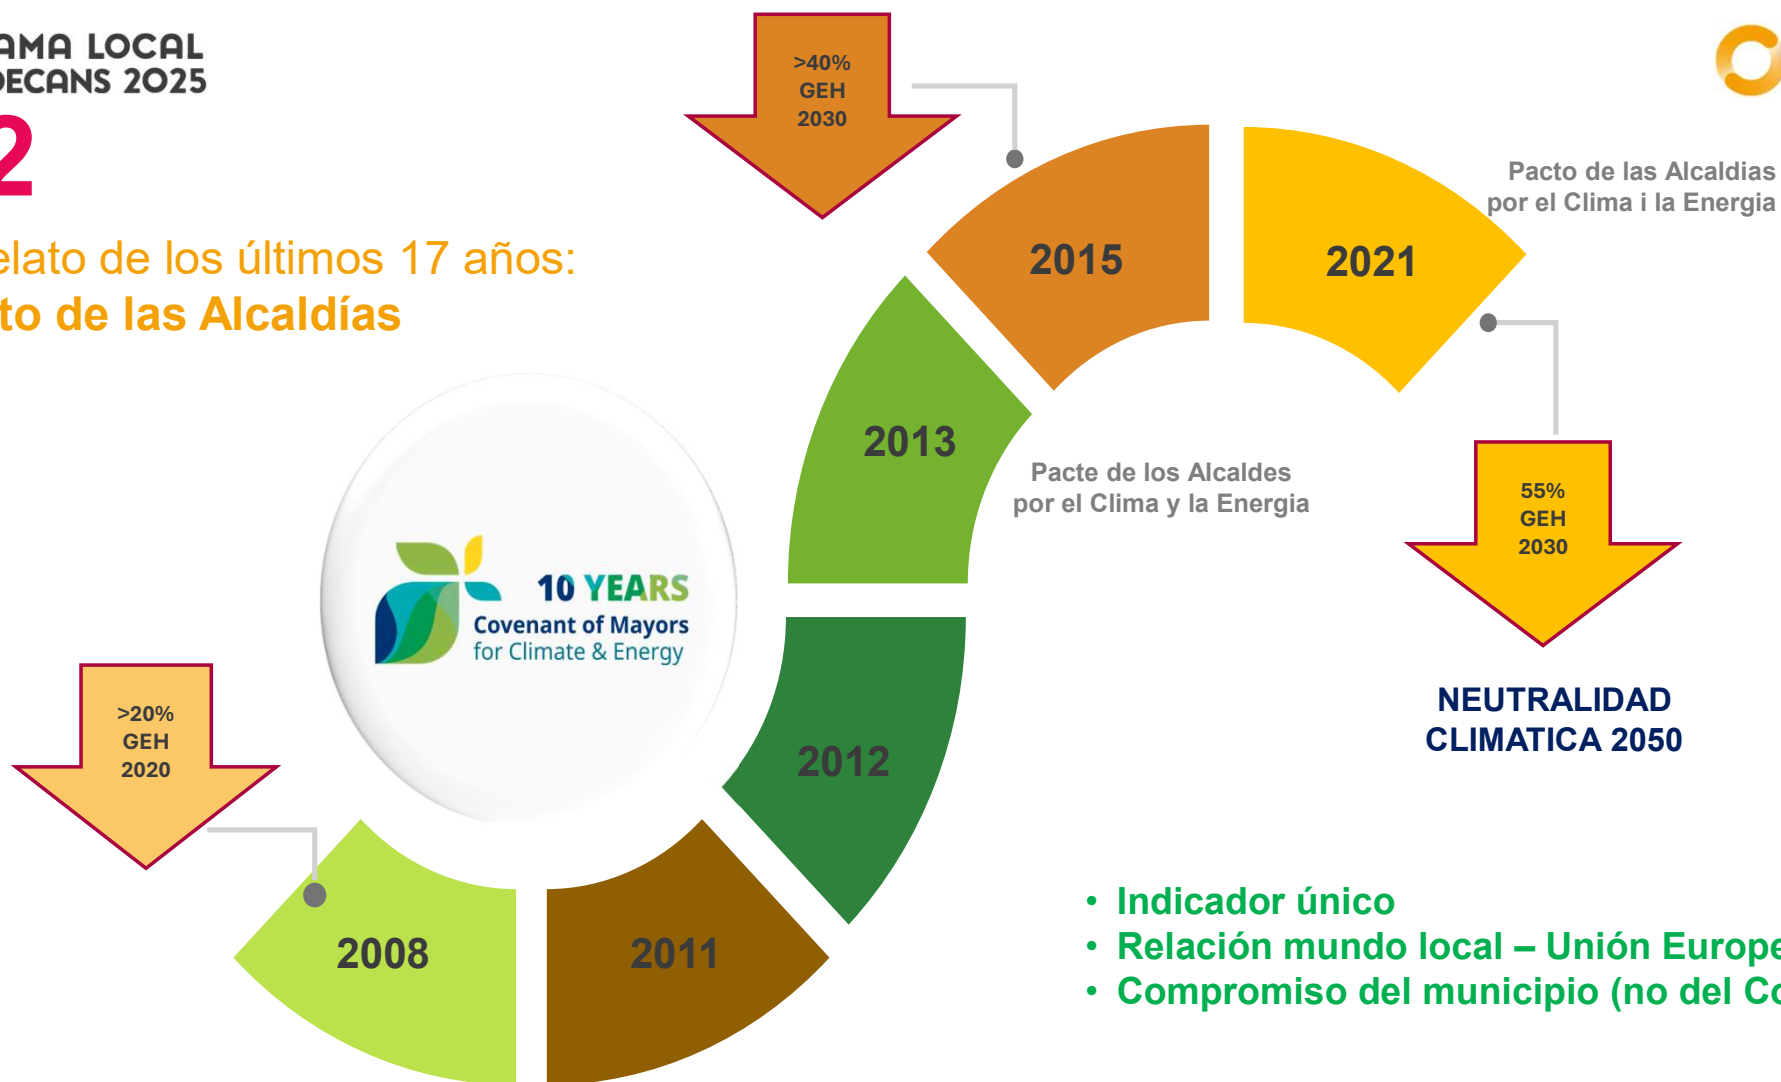 AMA LOCAL
DECANS 2025
2
elato de los últimos 17 años:
to de las Alcaldías
>40%
GEH
2030
2015
2021
Pacto de las Alcaldias
por el Clima i la Energia
2013
Pacte de los Alcaldes
por el Clima y la Energia
55%
GEH
2030
NEUTRALIDAD
CLIMATICA 2050
10 YEARS
Covenant of Mayors
for Climate & Energy
>20%
GEH
2020
2012
2008
2011
• Indicador único
• Relación mundo local – Unión Europe
• Compromiso del municipio (no del Co